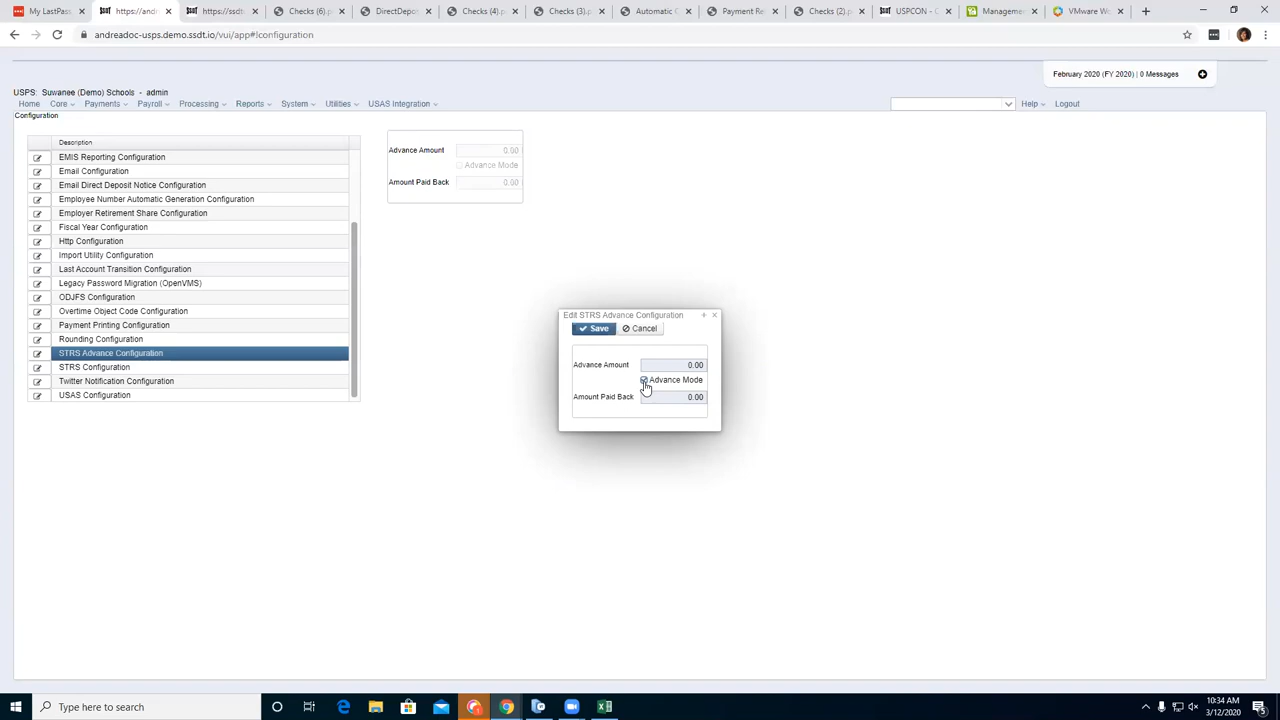 My LastPass
https://andr
https://ssdt
Checks (6).p
DirectDepos
Checks (4).p
Checks (3).p
Automatic C
Payment Re
Checks (2).p
USPCON - C
Managemen
VMware Wo
andreadoc-usps.demo.ssdt.io/vui/app#!configuration
February 2020 (FY 2020) | 0 Messages
USPS: Suwanee (Demo) Schools - admin
Home Core Payments Payroll Processing Reports System Utilities USAS Integration Help Logout
Configuration
Description
EMIS Reporting Configuration
Email Configuration
Email Direct Deposit Notice Configuration
Employee Number Automatic Generation Configuration
Employer Retirement Share Configuration
Fiscal Year Configuration
Http Configuration
Import Utility Configuration
Last Account Transition Configuration
Legacy Password Migration (OpenVMS)
ODJFS Configuration
Overtime Object Code Configuration
Payment Printing Configuration
Rounding Configuration
STRS Advance Configuration
STRS Configuration
Twitter Notification Configuration
USAS Configuration
Advance Amount 0.00
Advance Mode
Amount Paid Back 0.00
Edit STRS Advance Configuration
Save Cancel
Advance Amount 0.00
Advance Mode
Amount Paid Back 0.00
Type here to search
10:34 AM
3/12/2020
5